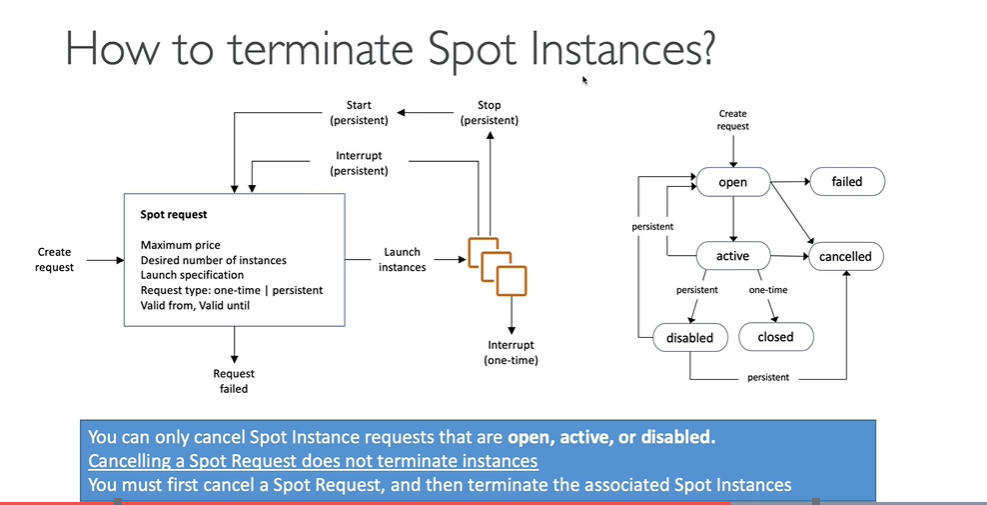 How to terminate Spot Instances?
Start
(persistent)
Stop
(persistent)
Interrupt
(persistent)
Create
request
Spot request
Maximum price
Desired number of instances
Launch specification
Request type: one-time | persistent
Valid from, Valid until
Launch
instances
Interrupt
(one-time)
Request
failed
Create
request
open
failed
persistent
active
cancelled
persistent
one-time
disabled
closed
persistent
You can only cancel Spot Instance requests that are open, active, or disabled.
Cancelling a Spot Request does not terminate instances
You must first cancel a Spot Request, and then terminate the associated Spot Instances